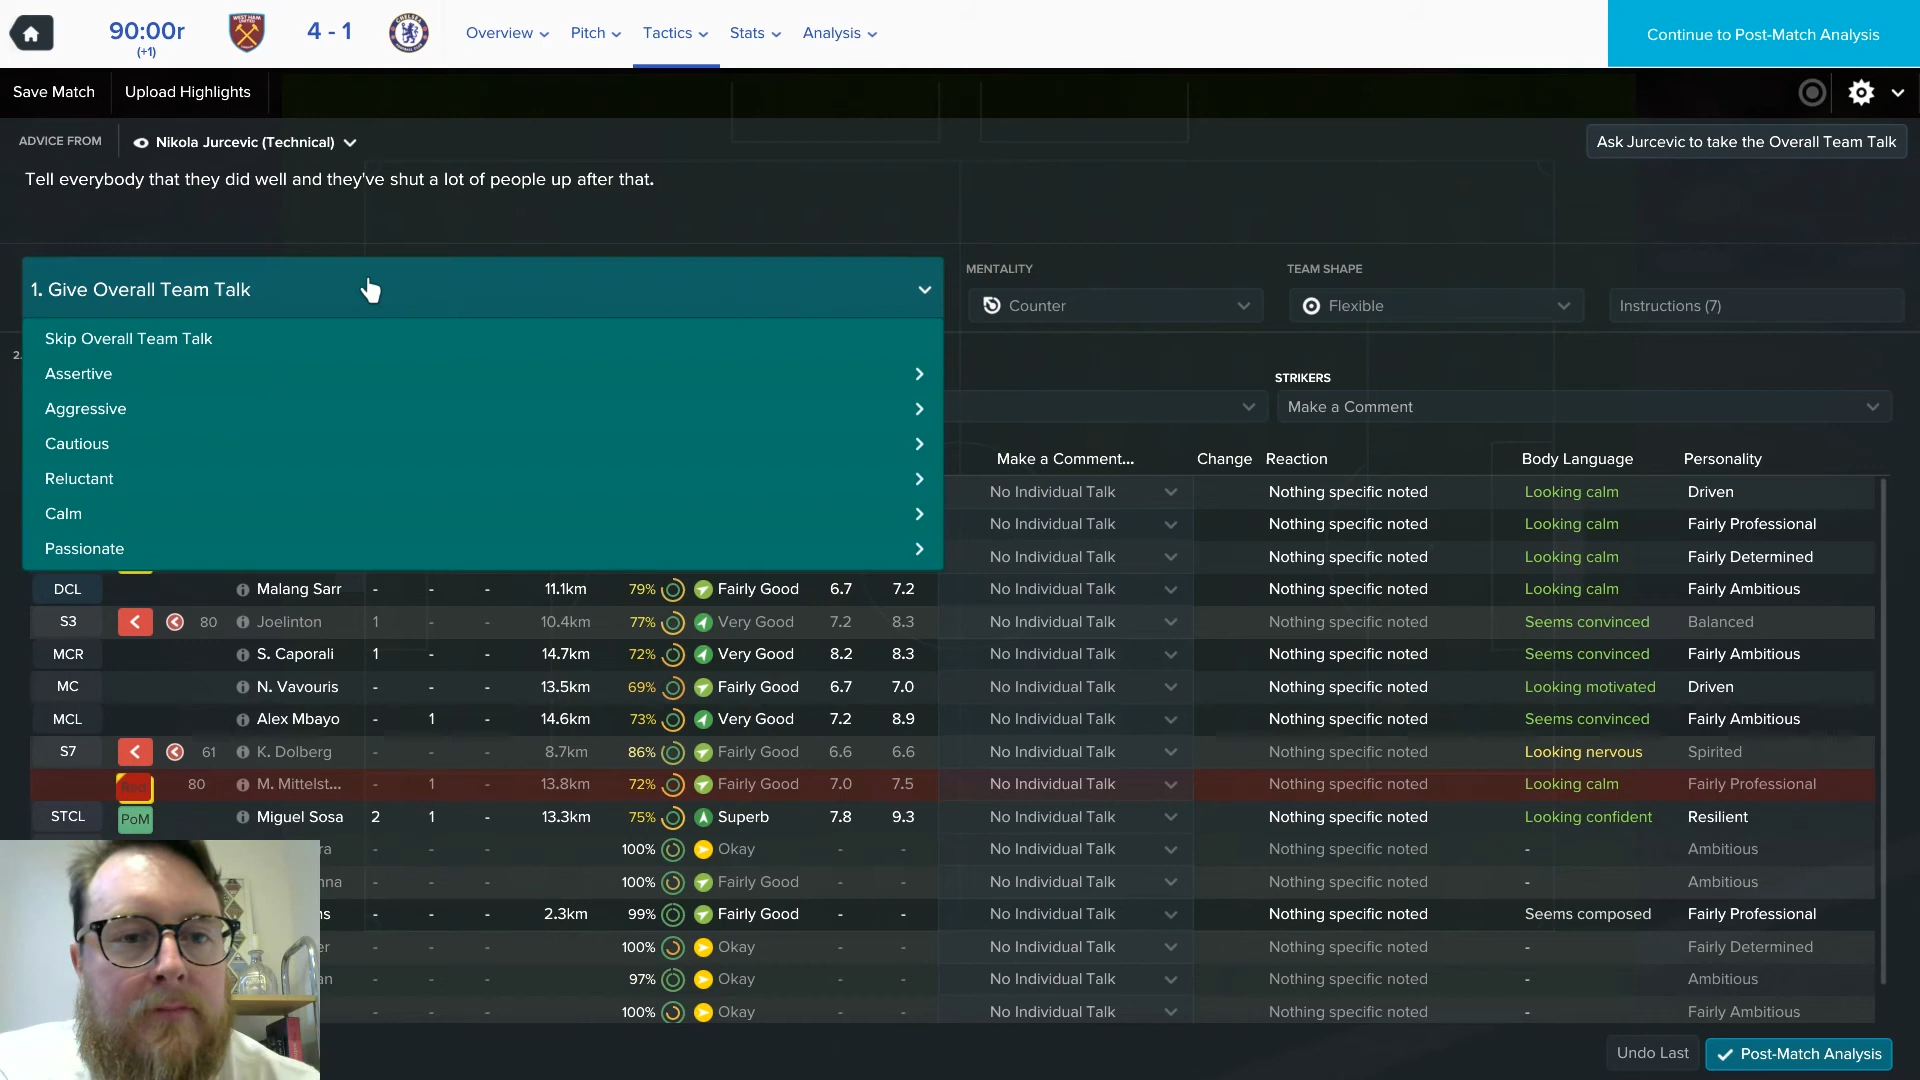 90:00r
(+1)
WEST HAM UNITED
4 - 1
Overview
Pitch
Tactics
Stats
Analysis
Continue to Post-Match Analysis
Save Match
Upload Highlights
ADVICE FROM
Nikola Jurcevic (Technical)
Ask Jurcevic to take the Overall Team Talk
Tell everybody that they did well and they've shut a lot of people up after that.
1. Give Overall Team Talk
MENTALITY
Counter
TEAM SHAPE
Flexible
Instructions (7)
Skip Overall Team Talk
Assertive
Aggressive
Cautious
Reluctant
Calm
Passionate
2.
STRIKERS
Make a Comment
Make a Comment... Change Reaction Body Language Personality
No Individual Talk Nothing specific noted Looking calm Driven
No Individual Talk Nothing specific noted Looking calm Fairly Professional
No Individual Talk Nothing specific noted Looking calm Fairly Determined
DCL Malang Sarr - - - 11.1km 79% Fairly Good 6.7 7.2 No Individual Talk Nothing specific noted Looking calm Fairly Ambitious
S3 80 Joelinton 1 - - 10.4km 77% Very Good 7.2 8.3 No Individual Talk Nothing specific noted Seems convinced Balanced
MCR S. Caporali 1 - - 14.7km 72% Very Good 8.2 8.3 No Individual Talk Nothing specific noted Seems convinced Fairly Ambitious
MC N. Vavouris - - - 13.5km 69% Fairly Good 6.7 7.0 No Individual Talk Nothing specific noted Looking motivated Driven
MCL Alex Mbayo - 1 - 14.6km 73% Very Good 7.2 8.9 No Individual Talk Nothing specific noted Seems convinced Fairly Ambitious
S7 61 K. Dolberg - - - 8.7km 86% Fairly Good 6.6 6.6 No Individual Talk Nothing specific noted Looking nervous Spirited
Red 80 M. Mittelst... - 1 - 13.8km 72% Fairly Good 7.0 7.5 No Individual Talk Nothing specific noted Looking calm Fairly Professional
STCL PoM Miguel Sosa 2 1 - 13.3km 75% Superb 7.8 9.3 No Individual Talk Nothing specific noted Looking confident Resilient
ra - - - 100% Okay - - No Individual Talk Nothing specific noted - Ambitious
nna - - - 100% Fairly Good - - No Individual Talk Nothing specific noted - Ambitious
ns - - - 2.3km 99% Fairly Good - - No Individual Talk Nothing specific noted Seems composed Fairly Professional
er - - - 100% Okay - - No Individual Talk Nothing specific noted - Fairly Determined
an - - - 97% Okay - - No Individual Talk Nothing specific noted - Ambitious
- - - 100% Okay - - No Individual Talk Nothing specific noted - Fairly Ambitious
Undo Last
Post-Match Analysis